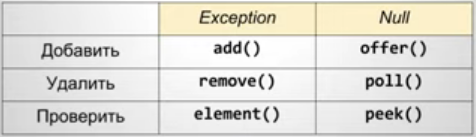 Exception Null
Добавить add() offer()
Удалить remove() poll()
Проверить element() peek()